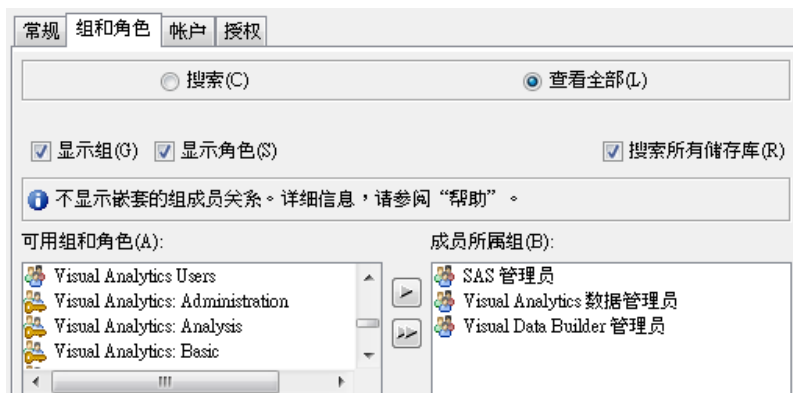 常规 组和角色 帐户 授权
搜索(C) 查看全部(L)
显示组(G) 显示角色(S) 搜索所有储存库(R)
不显示嵌套的组成员关系。详细信息，请参阅“帮助”。
可用组和角色(A): 成员所属组(B):
Visual Analytics Users SAS 管理员
Visual Analytics: Administration Visual Analytics 数据管理员
Visual Analytics: Analysis Visual Data Builder 管理员
Visual Analytics: Basic